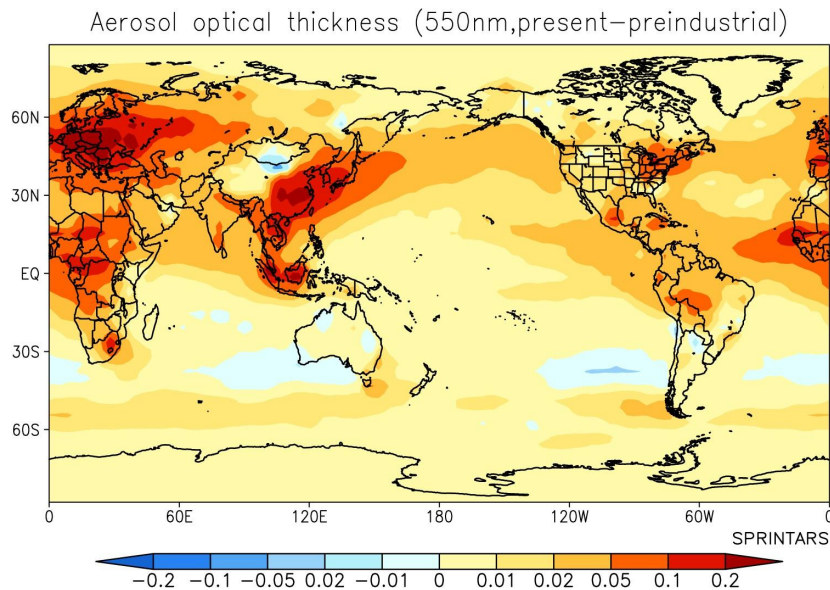 Aerosol optical thickness (550nm,present−preindustrial)
60N
30N
EQ
30S
60S
0 60E 120E 180 120W 60W 0
SPRINTARS
−0.2 −0.1 −0.05 0.02 −0.01 0 0.01 0.02 0.05 0.1 0.2